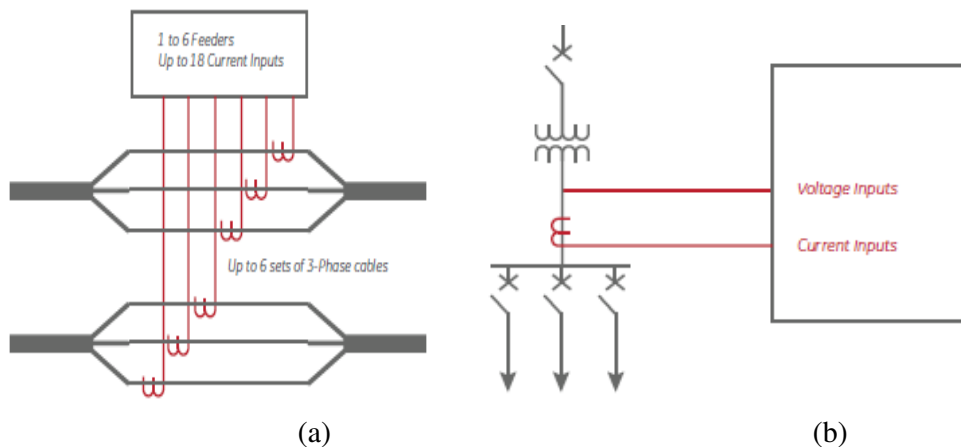 1 to 6 Feeders
Up to 18 Current Inputs
Up to 6 sets of 3-Phase cables
Voltage Inputs
Current Inputs
(a)
(b)